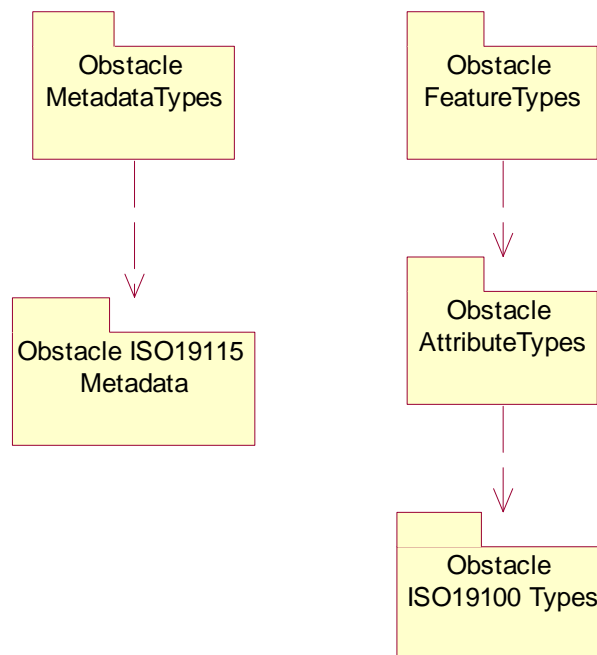 Obstacle
MetadataTypes
Obstacle ISO19115
Metadata
Obstacle
FeatureTypes
Obstacle
AttributeTypes
Obstacle
ISO19100 Types